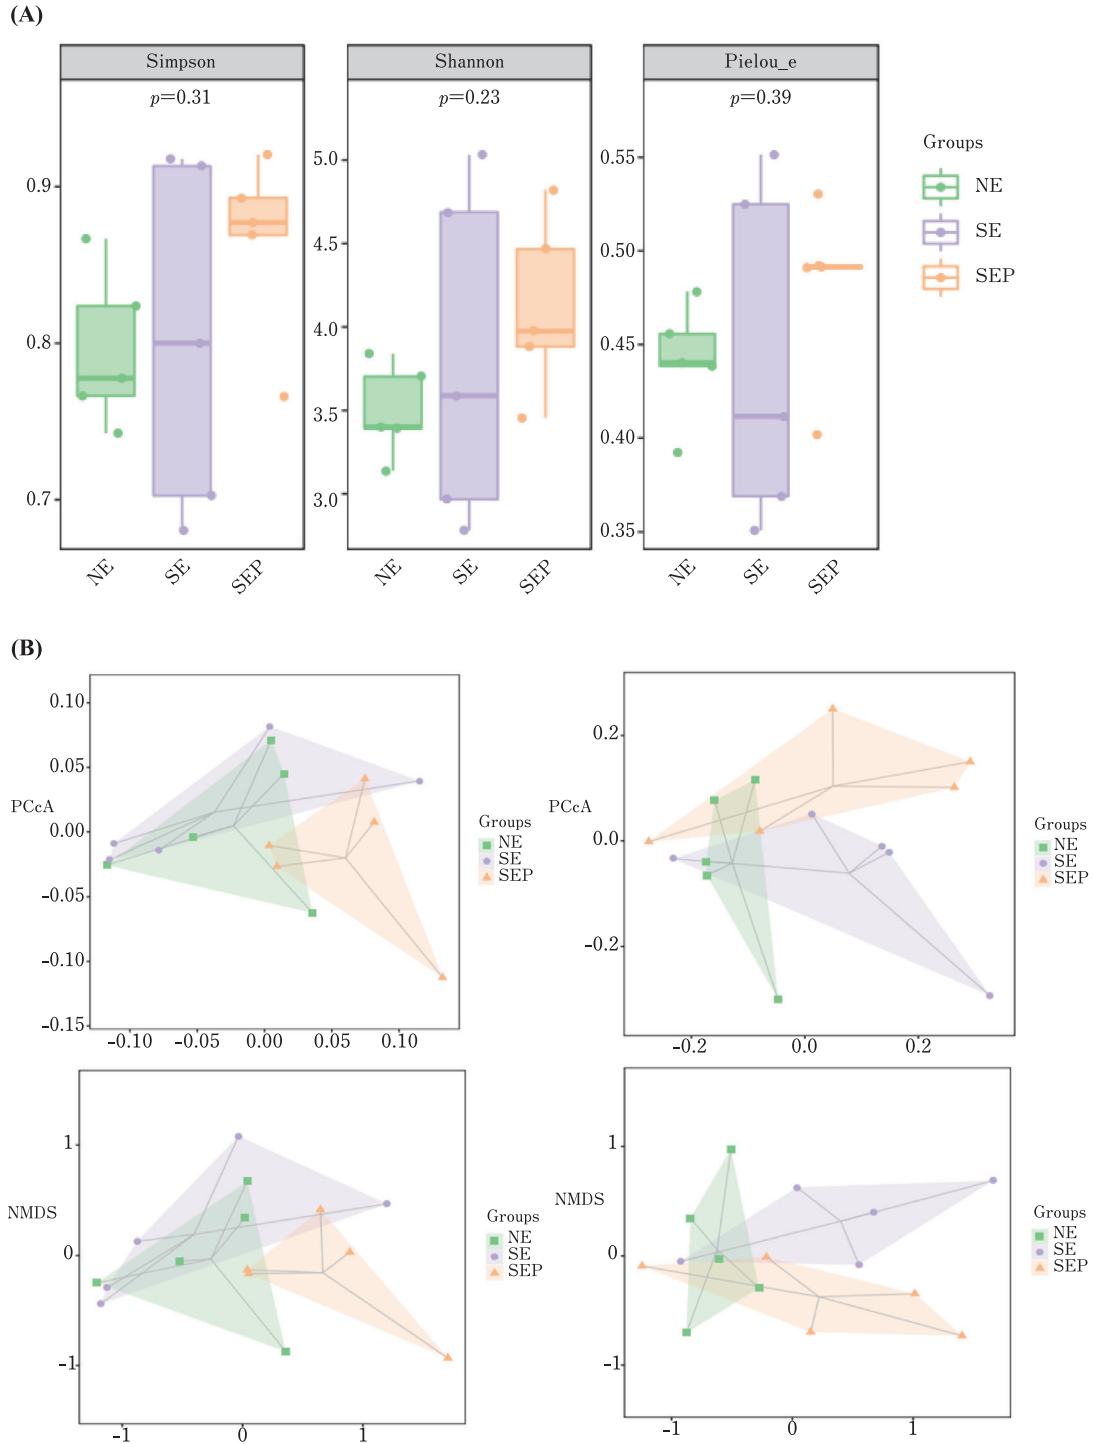 (A)
Simpson
Shannon
Pielou_e
p=0.31
p=0.23
p=0.39
0.9
0.8
0.7
5.0
4.5
4.0
3.5
3.0
0.55
0.50
0.45
0.40
0.35
NE
SE
SEP
NE
SE
SEP
NE
SE
SEP
Groups
NE
SE
SEP
(B)
0.10
0.05
PCcA
0.00
-0.05
-0.10
-0.15
-0.10 -0.05 0.00 0.05 0.10
Groups
NE
SE
SEP
0.2
PCcA
0.0
-0.2
-0.2 0.0 0.2
Groups
NE
SE
SEP
1
NMDS
0
-1
-1 0 1
Groups
NE
SE
SEP
1
NMDS
0
-1
-1 0 1
Groups
NE
SE
SEP